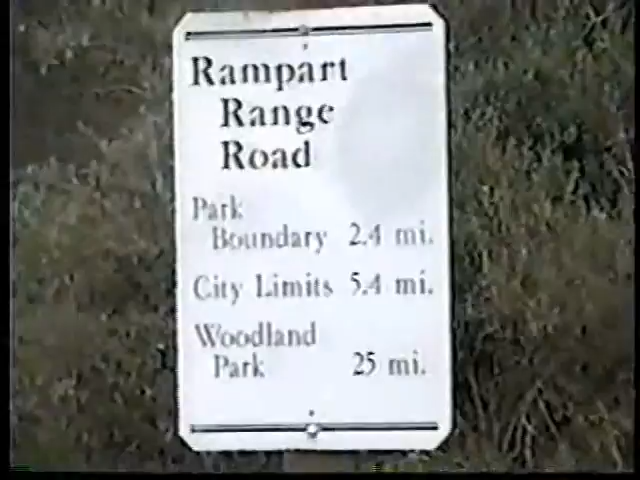 Rampart
Range
Road
Park
Boundary 2.4 mi.
City Limits 5.4 mi.
Woodland
Park 25 mi.